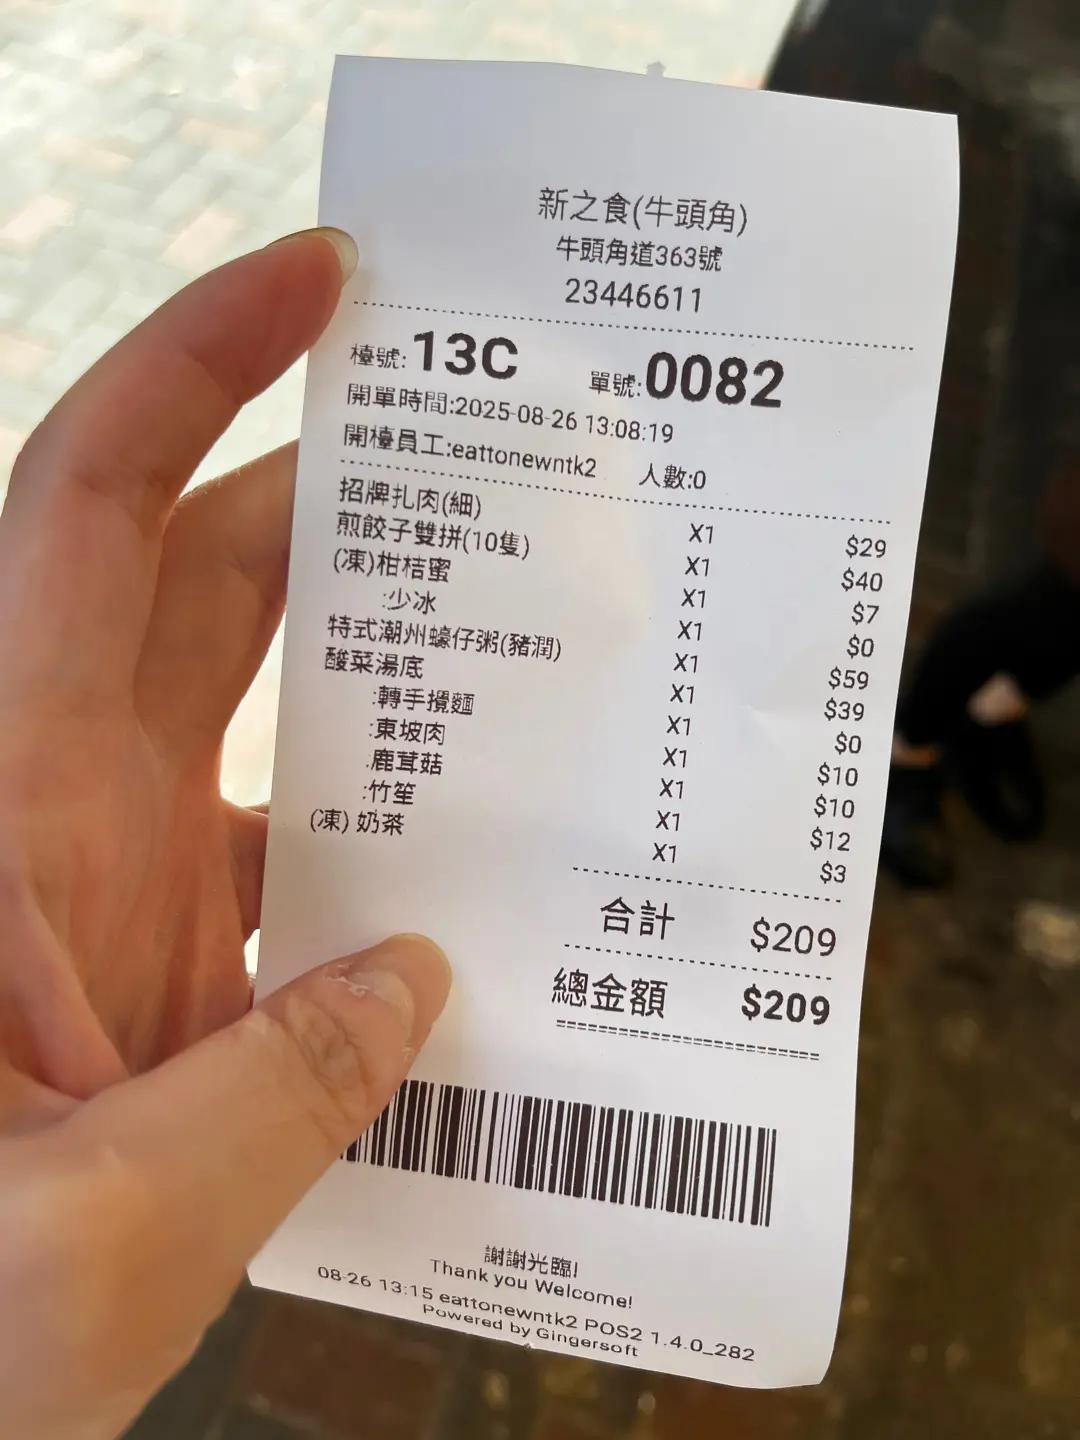 新之食(牛頭角)
牛頭角道363號
23446611
檯號:13C 單號:0082
開單時間:2025-08-26 13:08:19
開檯員工:eattonewntk2 人數:0
招牌扎肉(細) X1 $29
煎餃子雙拼(10隻) X1 $40
(凍)柑桔蜜 X1 $7
:少冰 X1 $0
特式潮州蠔仔粥(豬潤) X1 $59
酸菜湯底 X1 $39
:轉手攪麵 X1 $0
:東坡肉 X1 $10
:鹿茸菇 X1 $10
:竹笙 X1 $12
(凍) 奶茶 X1 $3
合計 $209
總金額 $209
謝謝光臨!
Thank you Welcome!
08-26 13:15 eattonewntk2 POS2 1.4.0_282
Powered by Gingersoft